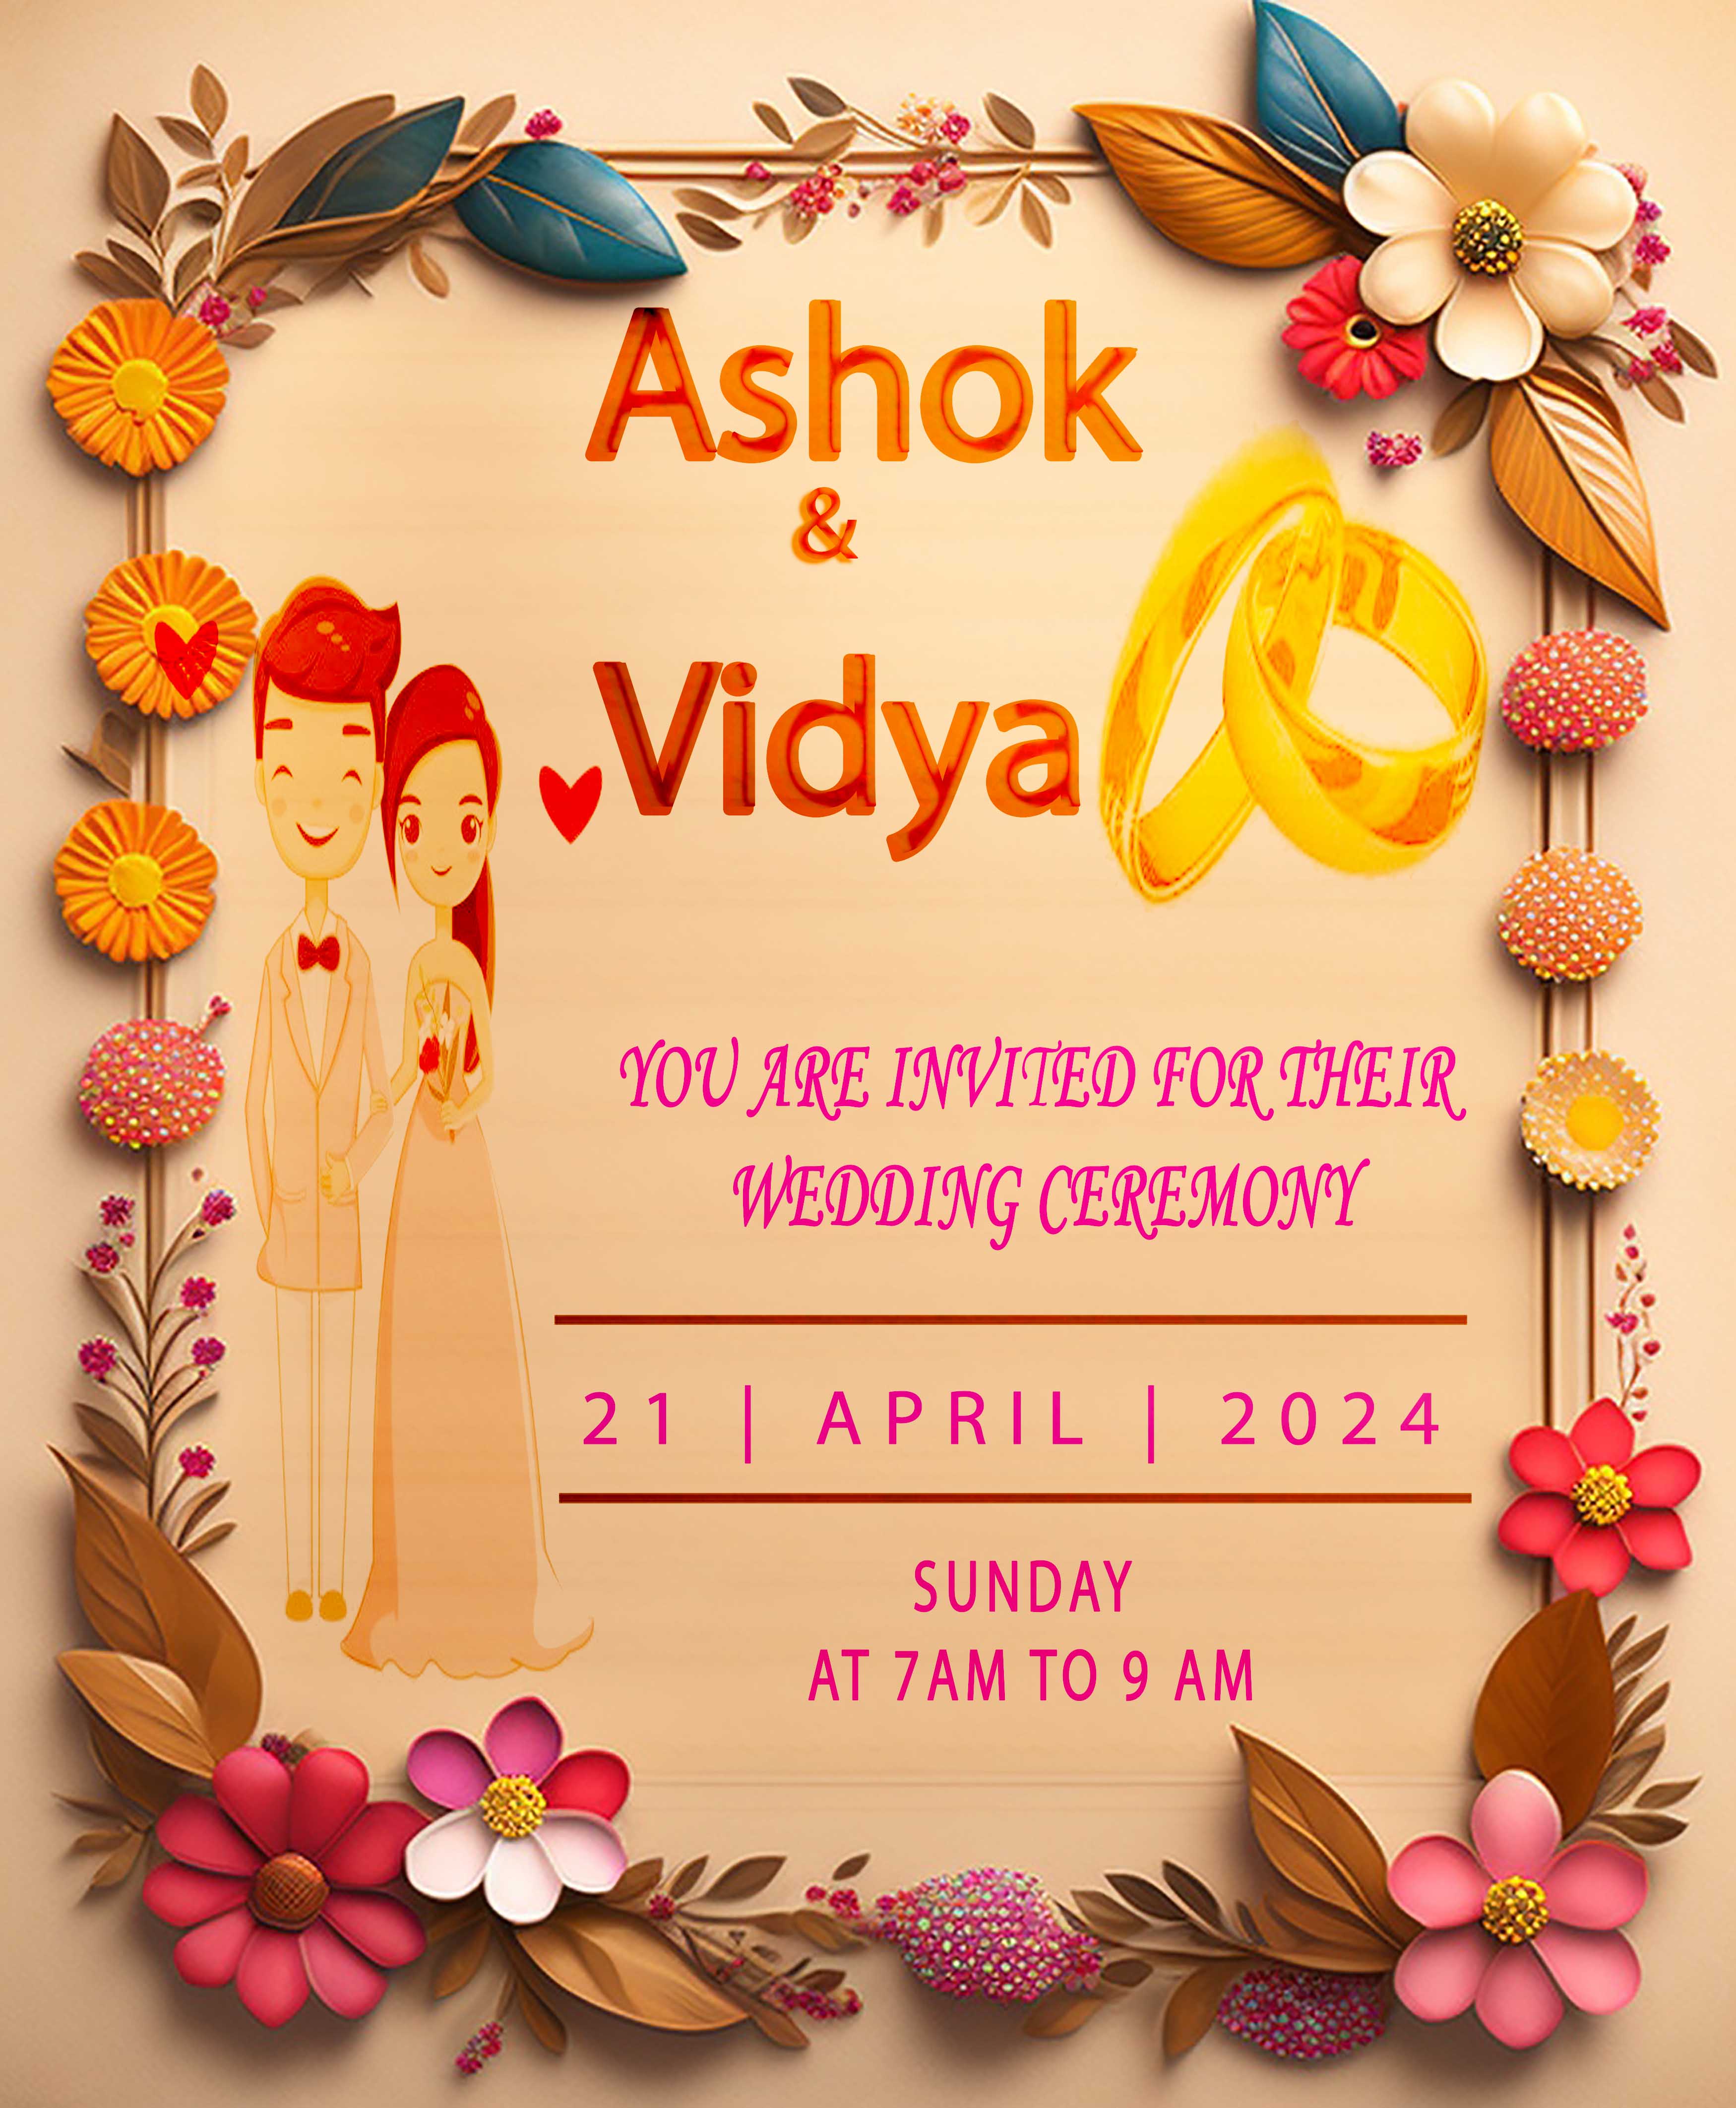 Ashok
&
Vidya
YOU ARE INVITED FOR THEIR
WEDDING CEREMONY
21 | APRIL | 2024
SUNDAY
AT 7AM TO 9 AM